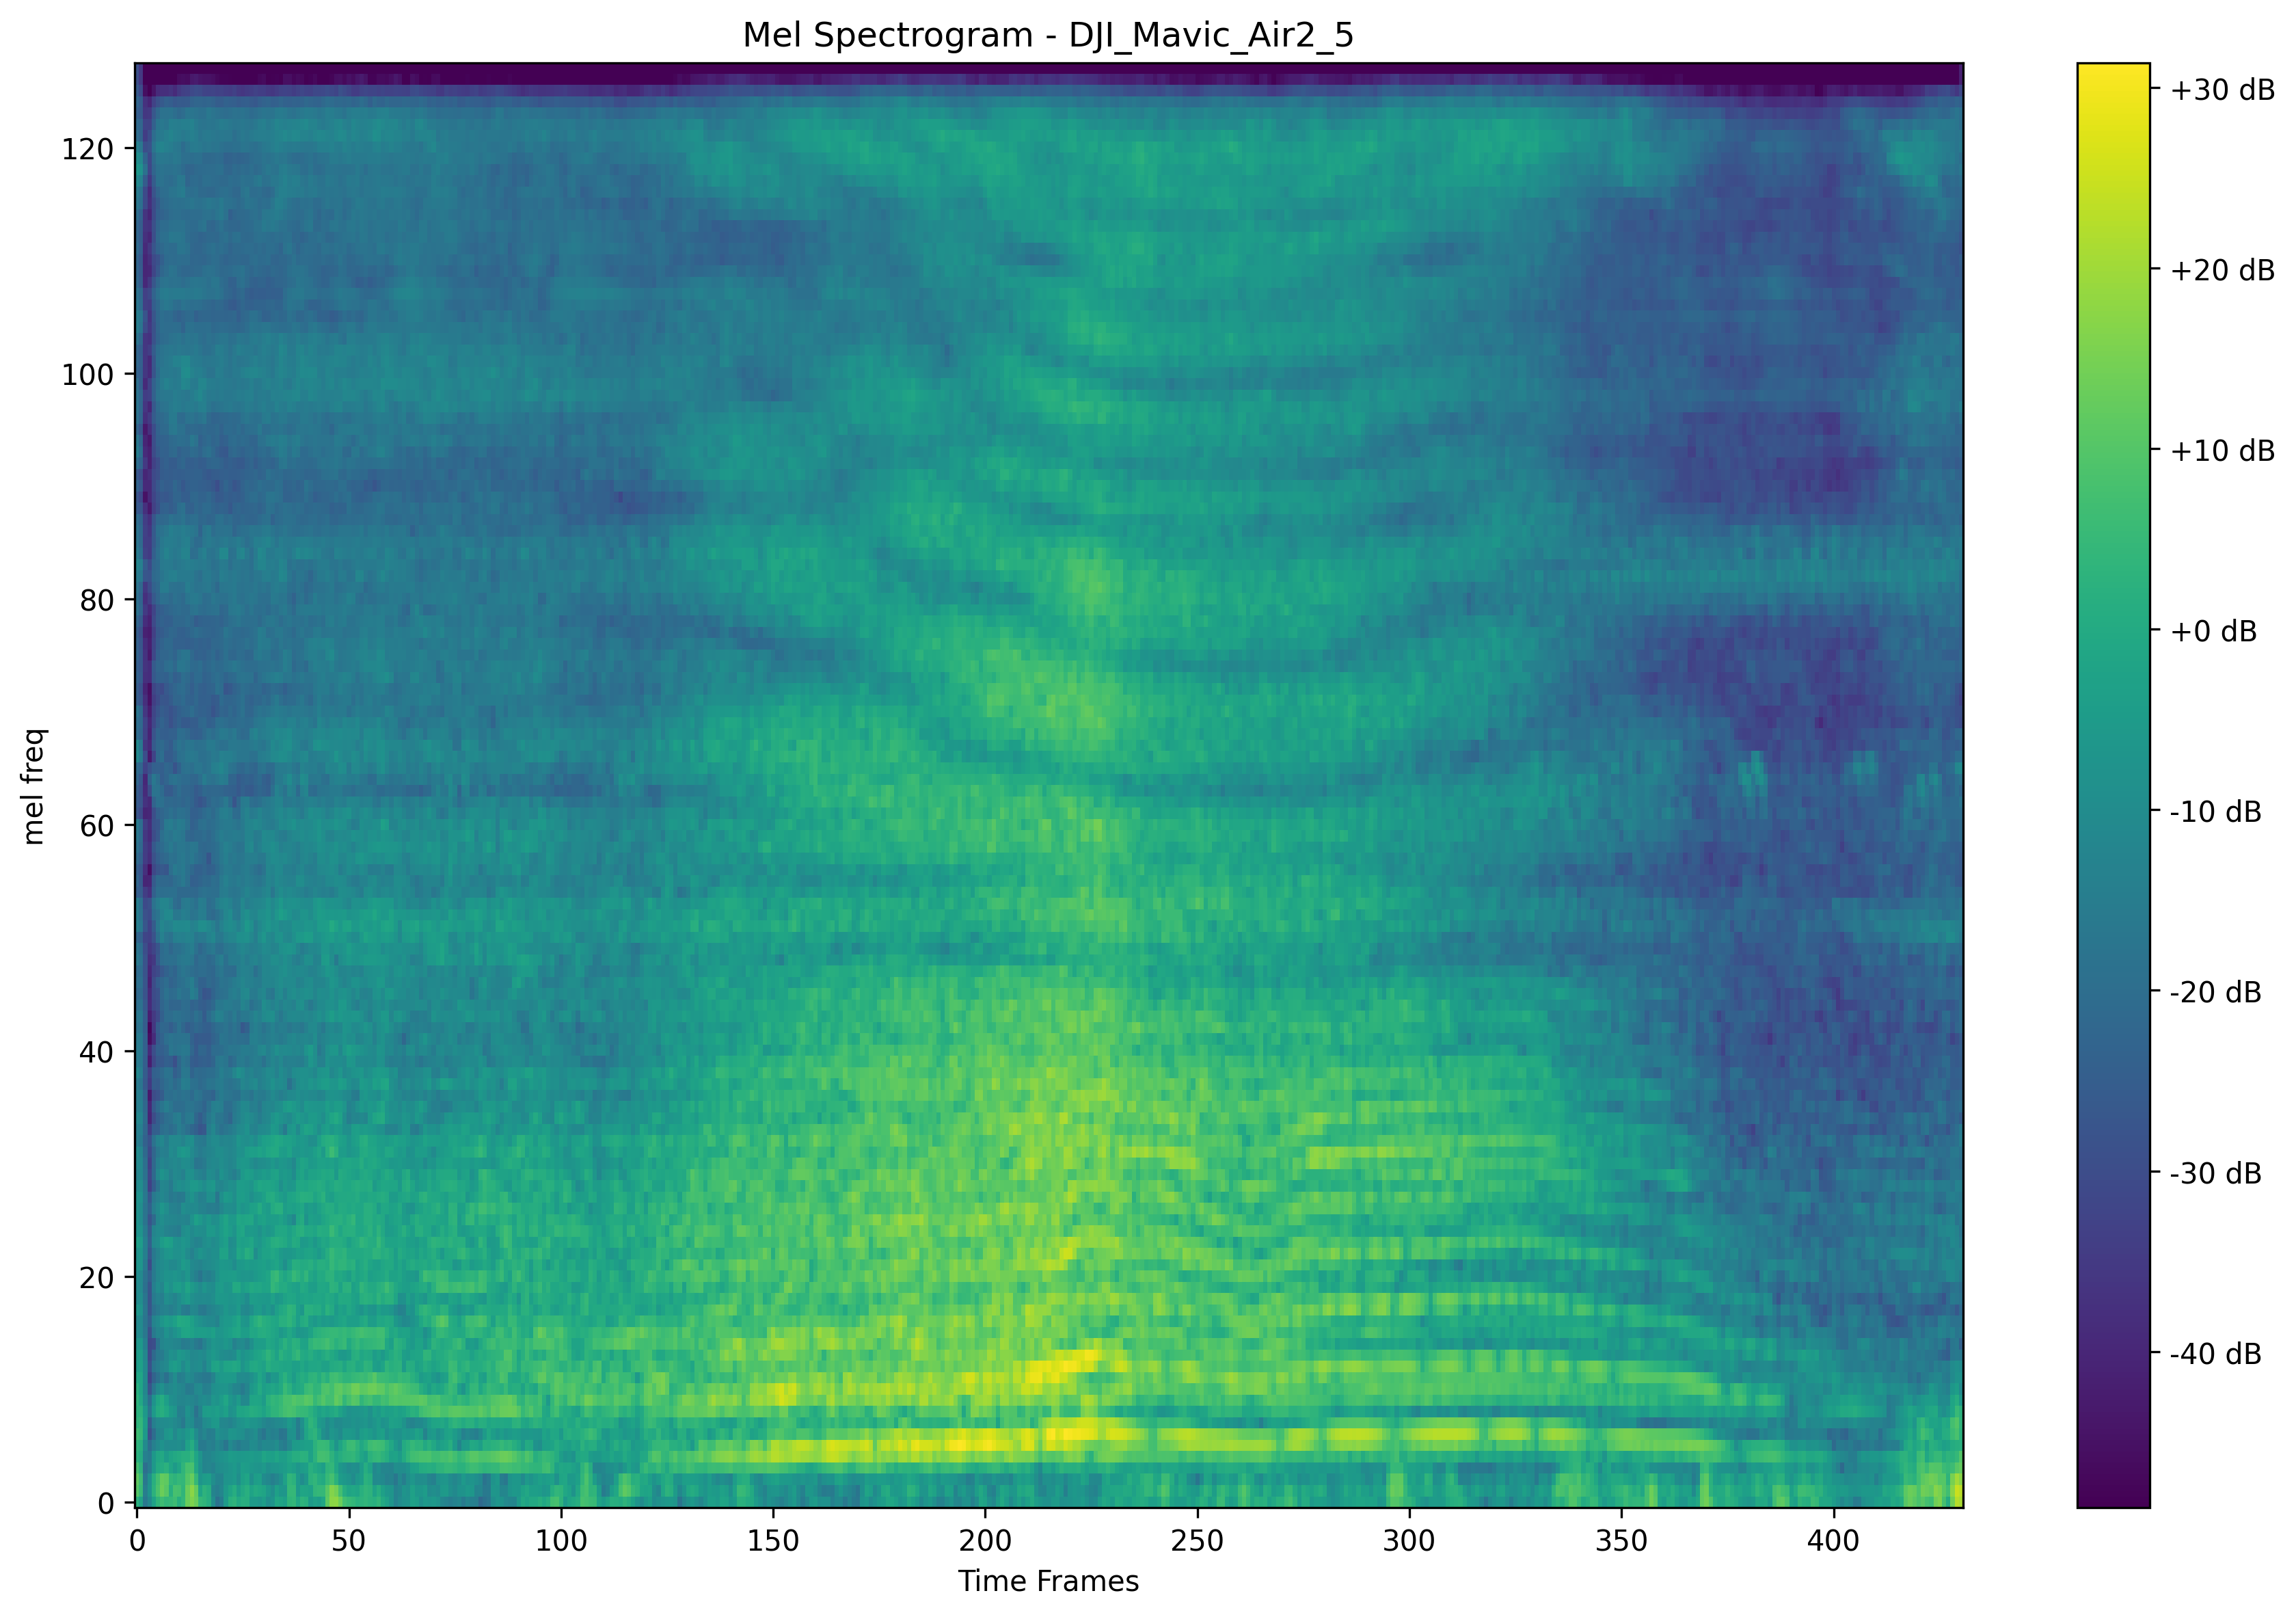 Mel Spectrogram - DJI_Mavic_Air2_5
mel freq
120
100
80
60
40
20
0
0 50 100 150 200 250 300 350 400
Time Frames
+30 dB
+20 dB
+10 dB
+0 dB
-10 dB
-20 dB
-30 dB
-40 dB